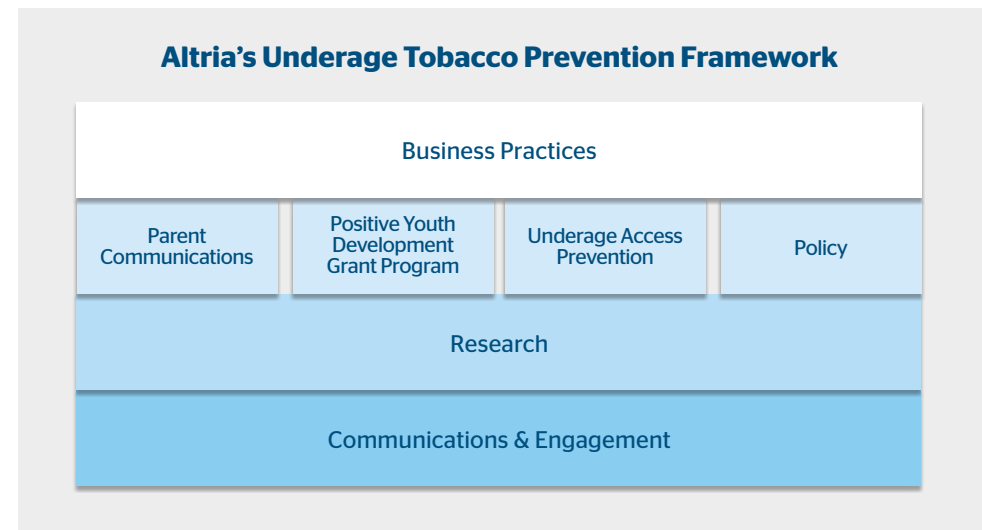 Altria’s Underage Tobacco Prevention Framework
Business Practices
Parent
Communications
Positive Youth
Development
Grant Program
Underage Access
Prevention
Policy
Research
Communications & Engagement